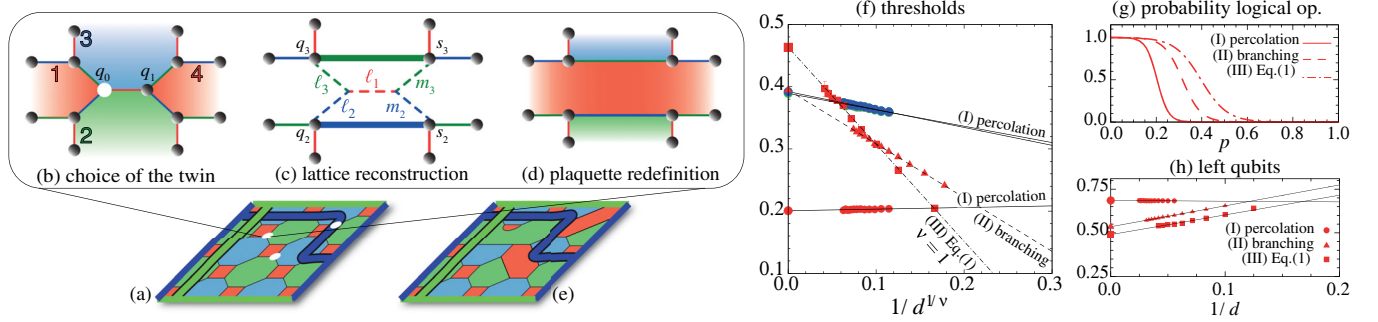 3
1
q0
q1
4
2
(b) choice of the twin
q3
s3
ℓ3
ℓ1
m3
ℓ2
m2
q2
s2
(c) lattice reconstruction
(d) plaquette redefinition
(a)
(e)
(f) thresholds
0.5
0.4
0.3
0.2
0.1
(I) percolation
(I) percolation
(II) branching
(III) Eq.(1)
ν = 1
0.0
0.1
0.2
0.3
1/ d^1/ν
(g) probability logical op.
1.0
0.5
0.0
(I) percolation
(II) branching
(III) Eq.(1)
0.0
0.2
0.4
0.6
0.8
1.0
p
(h) left qubits
0.75
0.50
0.25
(I) percolation
(II) branching
(III) Eq.(1)
0.0
0.1
0.2
1/ d